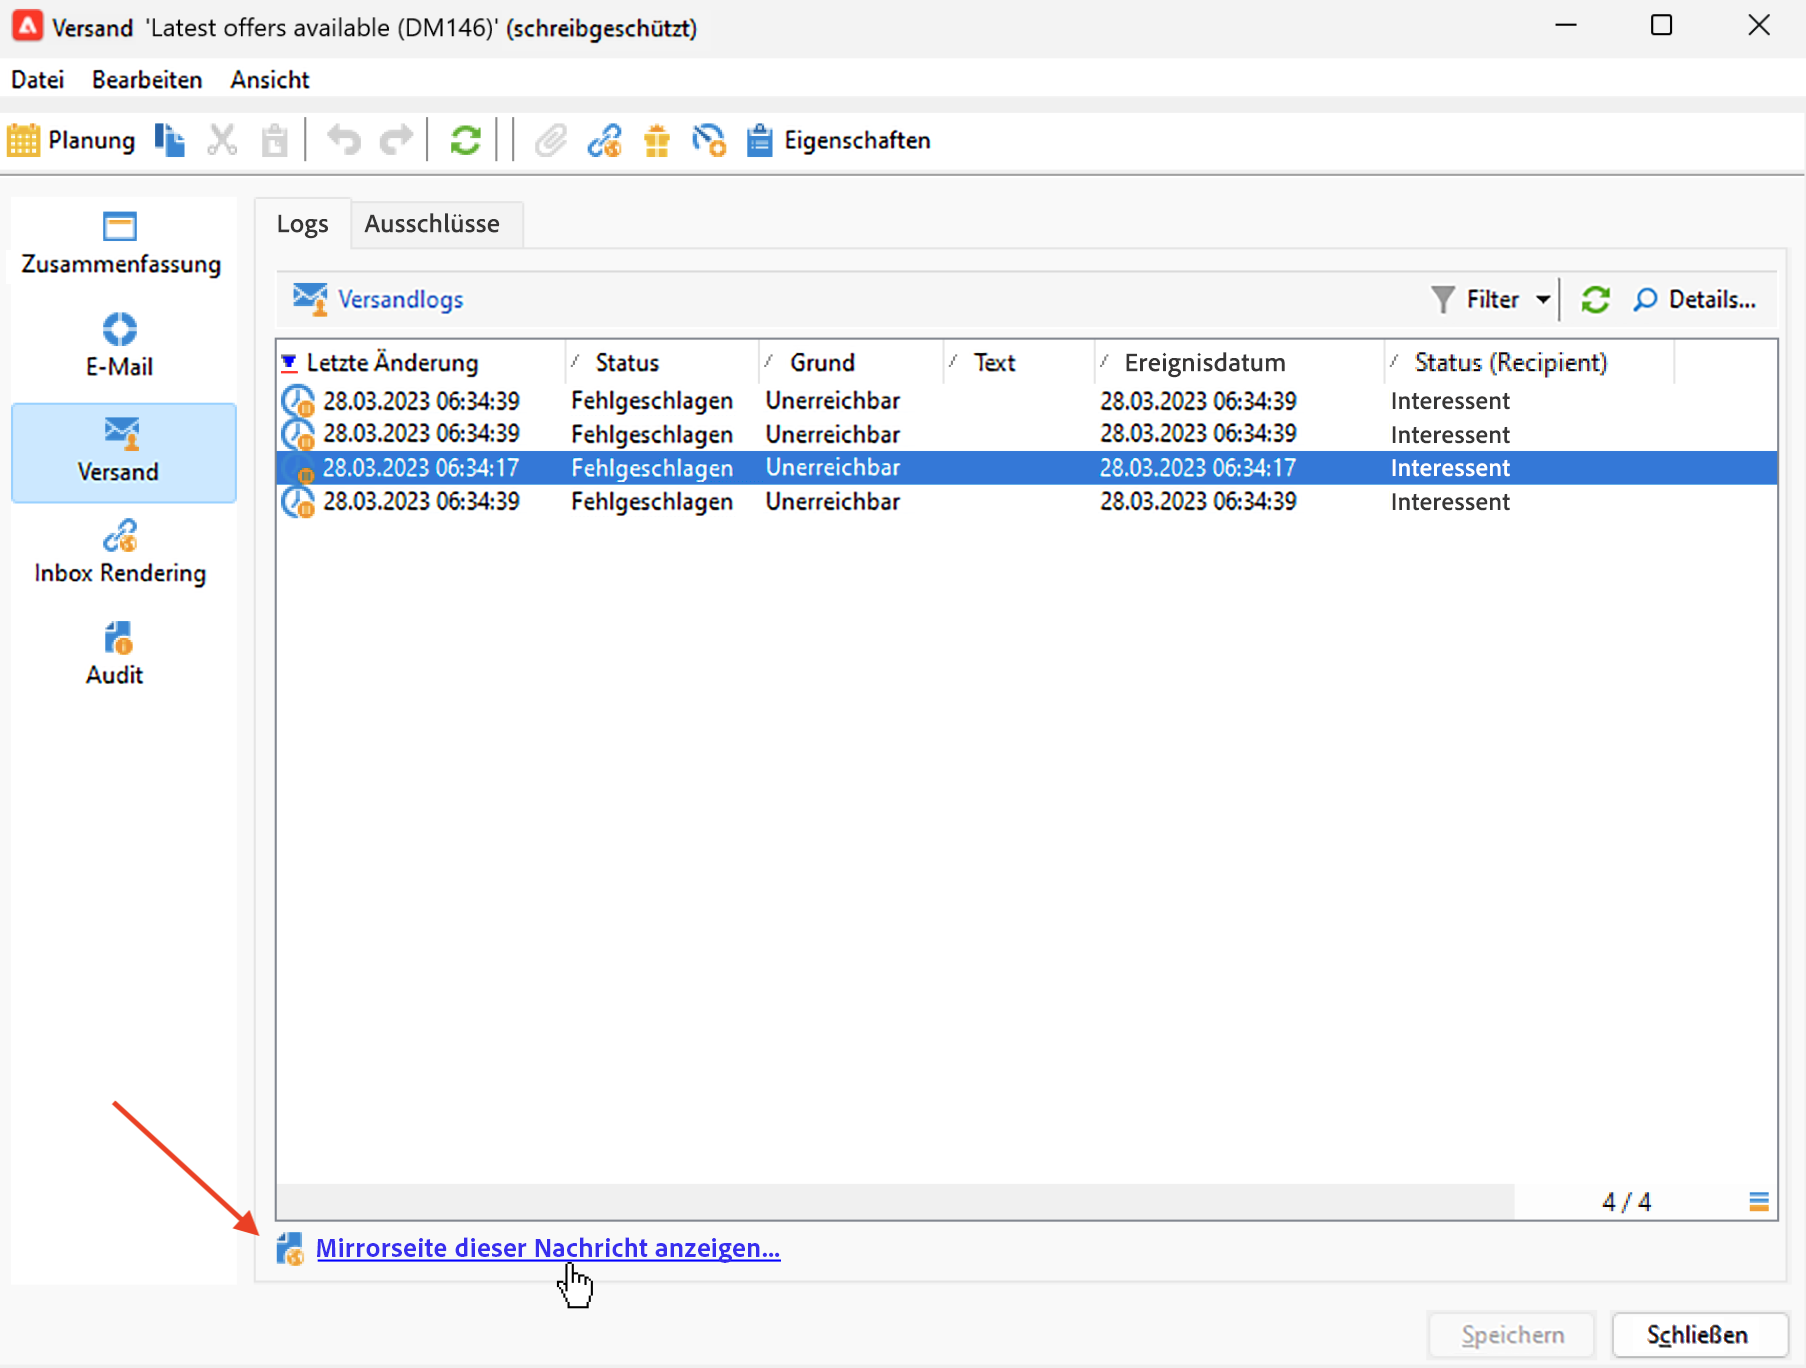 Versand 'Latest offers available (DM146)' (schreibgeschützt)
Datei Bearbeiten Ansicht
Planung Eigenschaften
Zusammenfassung
E-Mail
Versand
Inbox Rendering
Audit
Logs Ausschlüsse
Versandlogs Filter Details...
Letzte Änderung Status Grund Text Ereignisdatum Status (Recipient)
28.03.2023 06:34:39 Fehlgeschlagen Unerreichbar 28.03.2023 06:34:39 Interessent
28.03.2023 06:34:39 Fehlgeschlagen Unerreichbar 28.03.2023 06:34:39 Interessent
28.03.2023 06:34:17 Fehlgeschlagen Unerreichbar 28.03.2023 06:34:17 Interessent
28.03.2023 06:34:39 Fehlgeschlagen Unerreichbar 28.03.2023 06:34:39 Interessent
4 / 4
Mirrorseite dieser Nachricht anzeigen...
Speichern Schließen